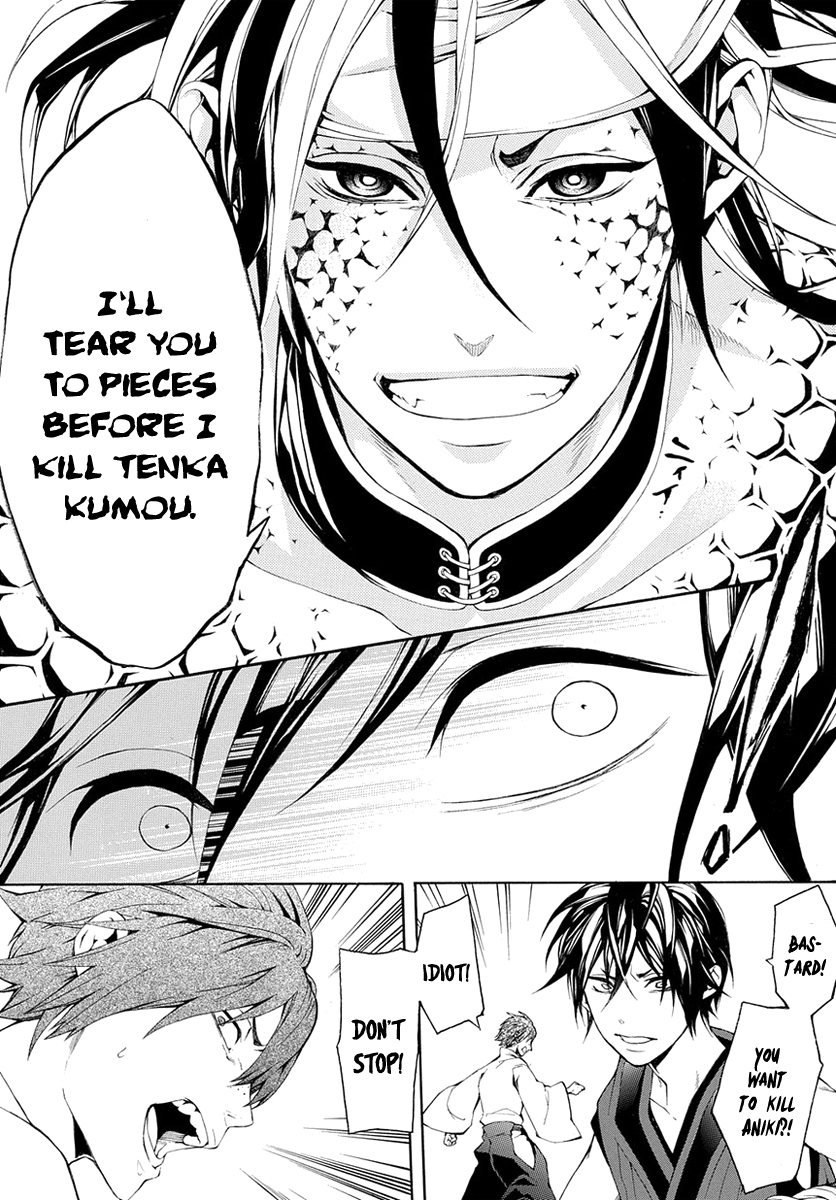 I'LL
TEAR YOU
TO PIECES
BEFORE I
KILL TENKA
KUMOU.
!
BAS-
TARD!
YOU
WANT
TO KILL
ANIKI?!
IDIOT!
DON'T
STOP!